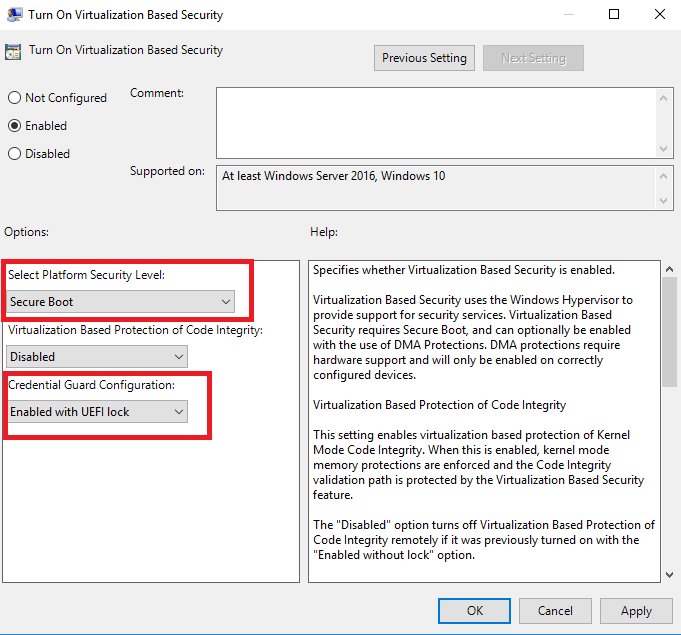 Turn On Virtualization Based Security
Turn On Virtualization Based Security
Previous Setting
Next Setting
Not Configured
Enabled
Disabled
Comment:
Supported on:
At least Windows Server 2016, Windows 10
Options:
Help:
Select Platform Security Level:
Secure Boot
Virtualization Based Protection of Code Integrity:
Disabled
Credential Guard Configuration:
Enabled with UEFI lock
Specifies whether Virtualization Based Security is enabled.
Virtualization Based Security uses the Windows Hypervisor to
provide support for security services. Virtualization Based
Security requires Secure Boot, and can optionally be enabled
with the use of DMA Protections. DMA protections require
hardware support and will only be enabled on correctly
configured devices.
Virtualization Based Protection of Code Integrity
This setting enables virtualization based protection of Kernel
Mode Code Integrity. When this is enabled, kernel mode
memory protections are enforced and the Code Integrity
validation path is protected by the Virtualization Based Security
feature.
The "Disabled" option turns off Virtualization Based Protection of
Code Integrity remotely if it was previously turned on with the
"Enabled without lock" option.
OK
Cancel
Apply